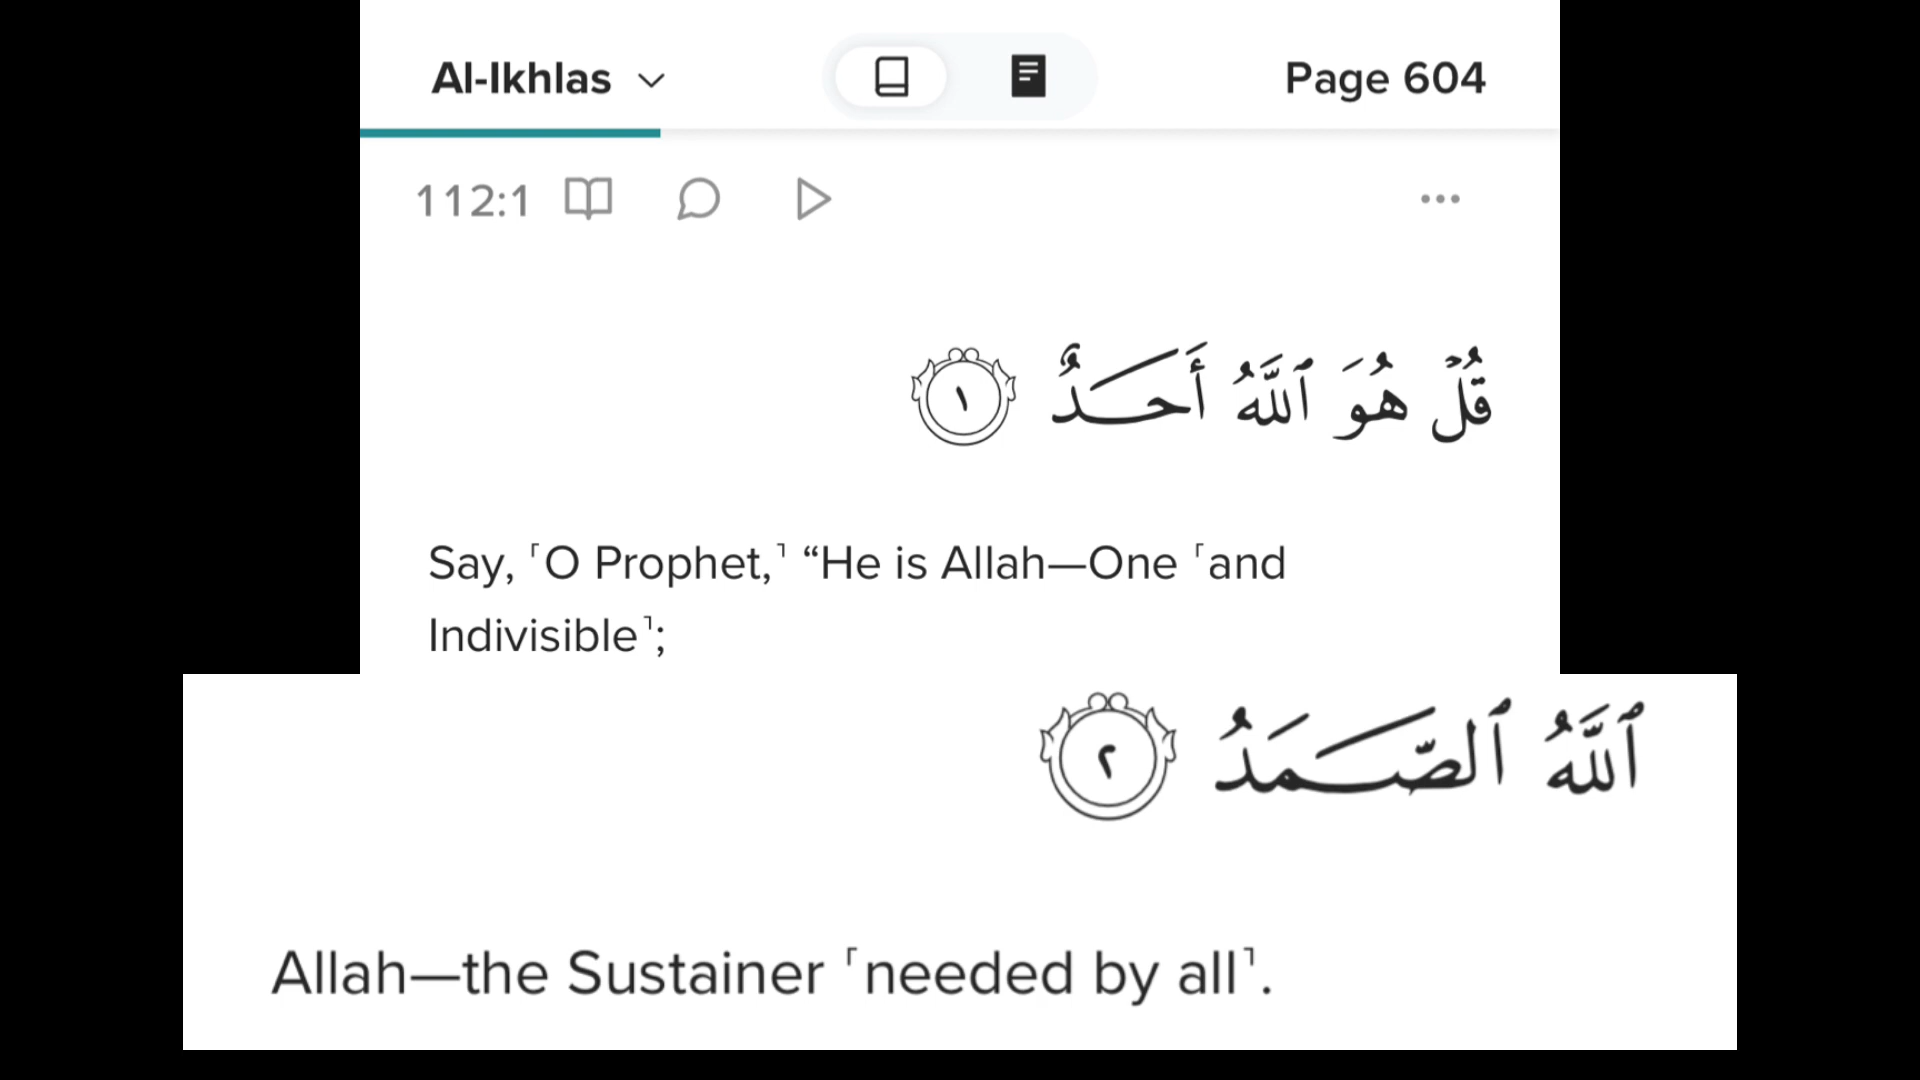 Al-Ikhlas
Page 604
112:1
قُلْ هُوَ ٱللَّهُ أَحَدٌ ١
Say, ⸢O Prophet,⸣ “He is Allah—One ⸢and
Indivisible⸣;
ٱللَّهُ ٱلصَّمَدُ ٢
Allah—the Sustainer ⸢needed by all⸣.